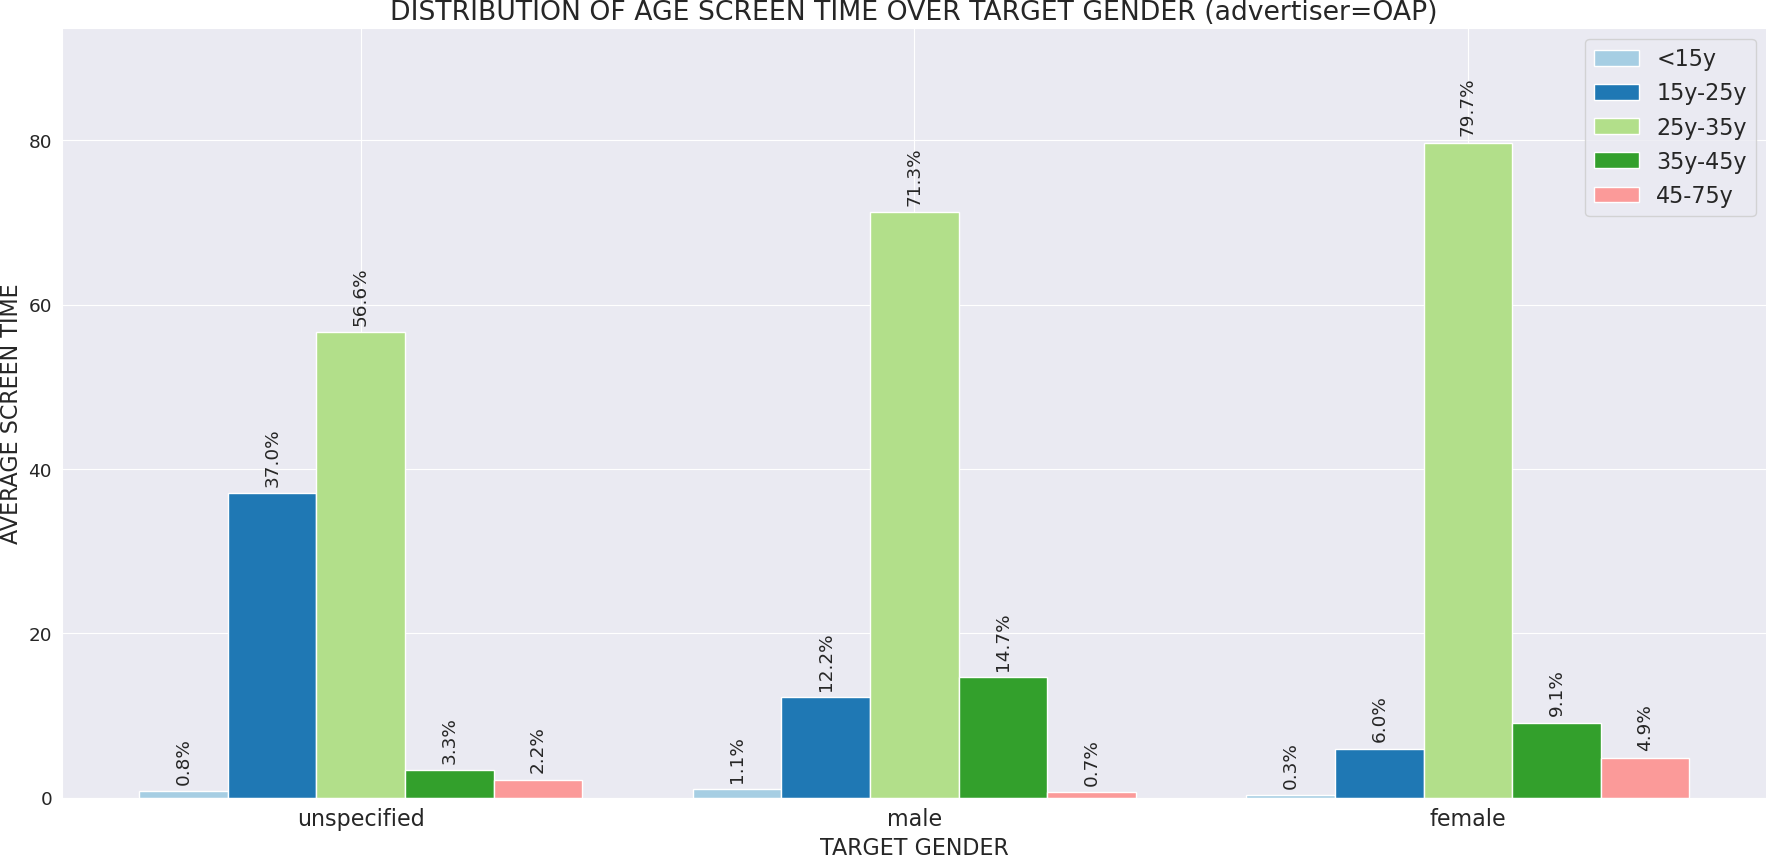 DISTRIBUTION OF AGE SCREEN TIME OVER TARGET GENDER (advertiser=OAP)
<15y
15y-25y
25y-35y
35y-45y
45-75y
AVERAGE SCREEN TIME
80
60
40
20
0
0.8%
37.0%
56.6%
3.3%
2.2%
1.1%
12.2%
71.3%
14.7%
0.7%
0.3%
6.0%
79.7%
9.1%
4.9%
unspecified
male
female
TARGET GENDER